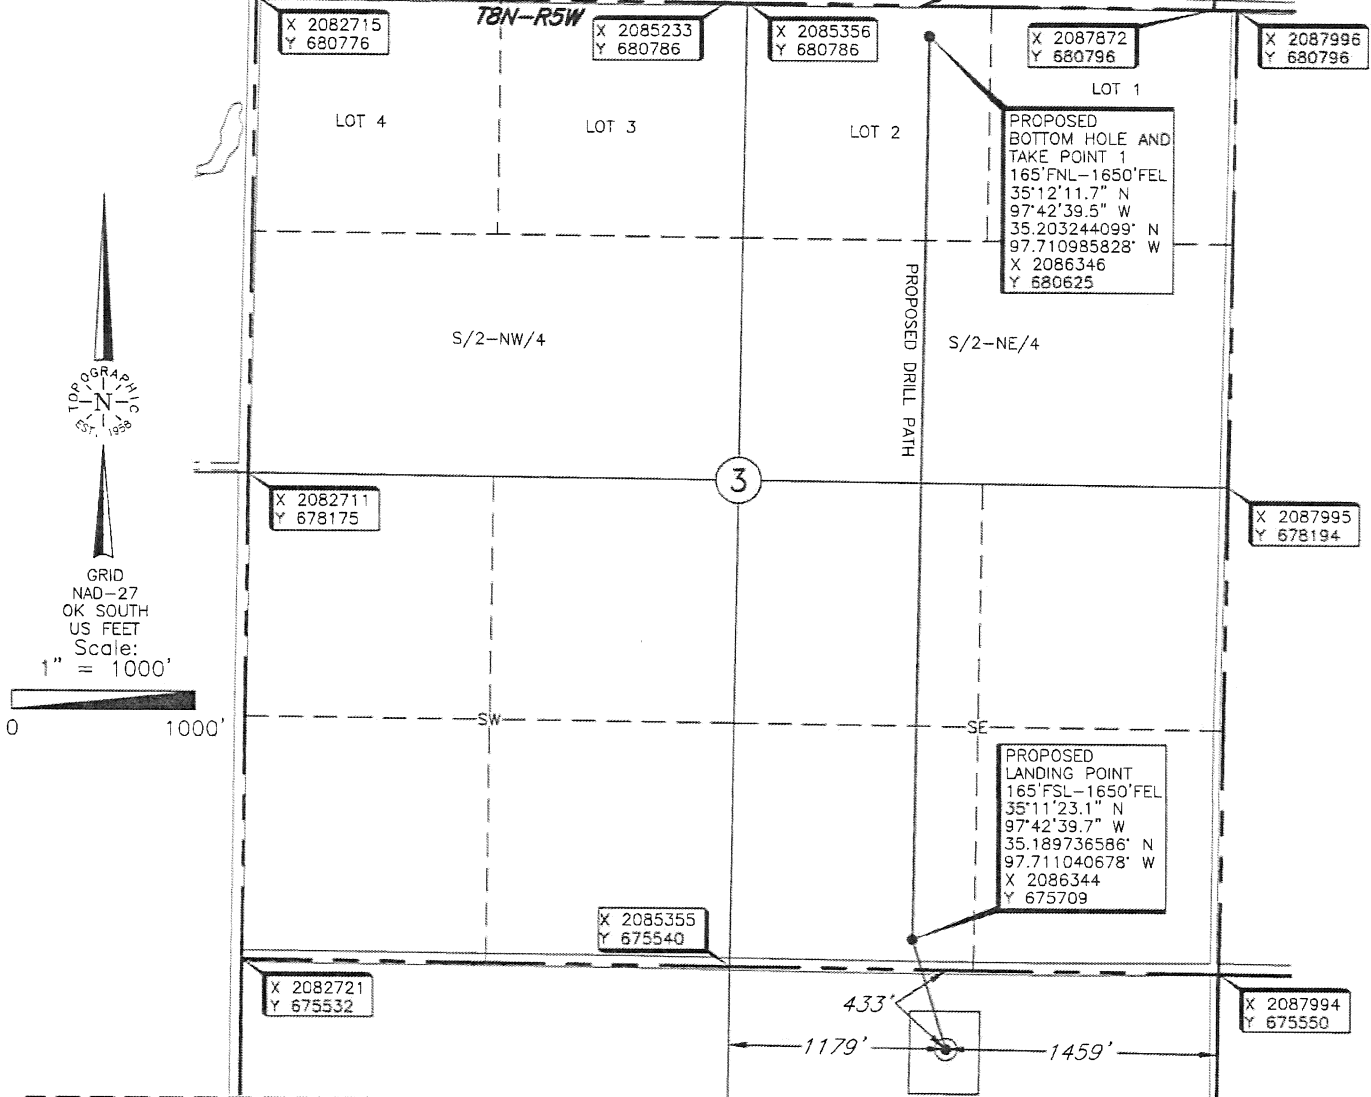 T8N-R5W
X 2082715
Y 680776
X 2085233
Y 680786
X 2085356
Y 680786
X 2087872
Y 680796
X 2087996
Y 680796
LOT 4
LOT 3
LOT 2
LOT 1
PROPOSED
BOTTOM HOLE AND
TAKE POINT 1
165'FNL-1650'FEL
35°12'11.7" N
97°42'39.5" W
35.203244099° N
97.710985828° W
X 2086346
Y 680625
PROPOSED DRILL PATH
S/2-NW/4
S/2-NE/4
TOPOGRAPHIC
N
EST. 1958
3
X 2082711
Y 678175
X 2087995
Y 678194
GRID
NAD-27
OK SOUTH
US FEET
Scale:
1" = 1000'
0 1000'
SW
SE
PROPOSED
LANDING POINT
165'FSL-1650'FEL
35°11'23.1" N
97°42'39.7" W
35.189736586° N
97.711040678° W
X 2086344
Y 675709
X 2085355
Y 675540
X 2082721
Y 675532
X 2087994
Y 675550
433'
1179'
1459'